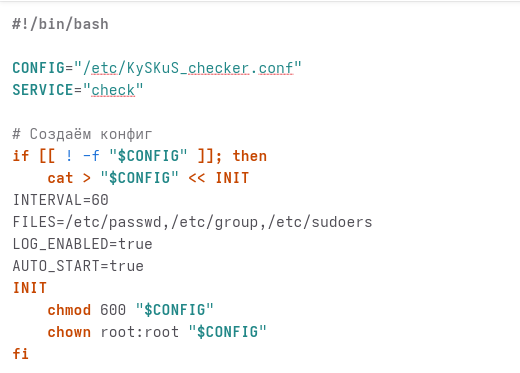 #!/bin/bash
CONFIG="/etc/KySKuS_checker.conf"
SERVICE="check"
# Создаём конфиг
if [[ ! -f "$CONFIG" ]]; then
    cat > "$CONFIG" << INIT
INTERVAL=60
FILES=/etc/passwd,/etc/group,/etc/sudoers
LOG_ENABLED=true
AUTO_START=true
INIT
    chmod 600 "$CONFIG"
    chown root:root "$CONFIG"
fi